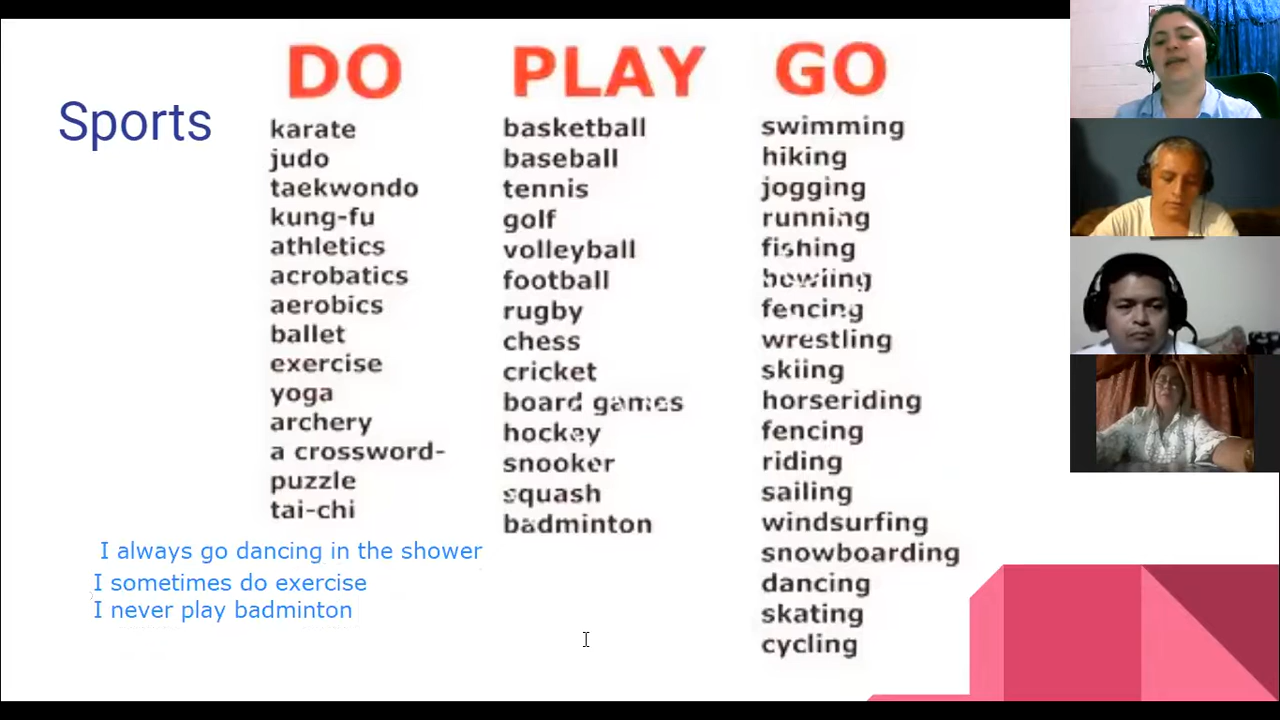 Sports
DO
karate
judo
taekwondo
kung-fu
athletics
acrobatics
aerobics
ballet
exercise
yoga
archery
a crossword-
puzzle
tai-chi
PLAY
basketball
baseball
tennis
golf
volleyball
football
rugby
chess
cricket
board games
hockey
snooker
squash
badminton
GO
swimming
hiking
jogging
running
fishing
bowling
fencing
wrestling
skiing
horseriding
fencing
riding
sailing
windsurfing
snowboarding
dancing
skating
cycling
I always go dancing in the shower
I sometimes do exercise
I never play badminton